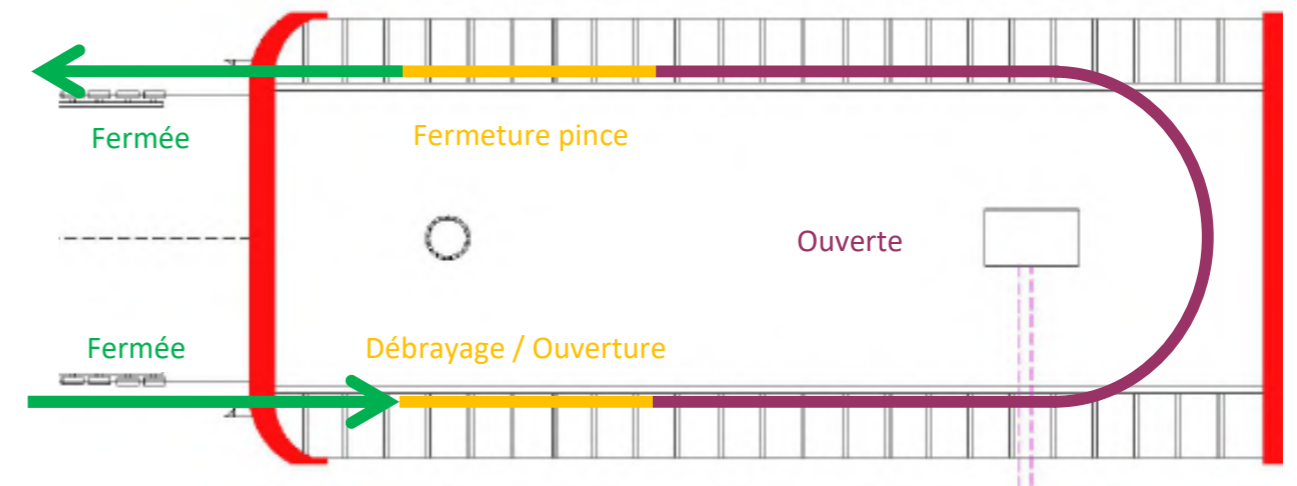 Fermée
Fermeture pince
Ouverte
Fermée
Débrayage / Ouverture